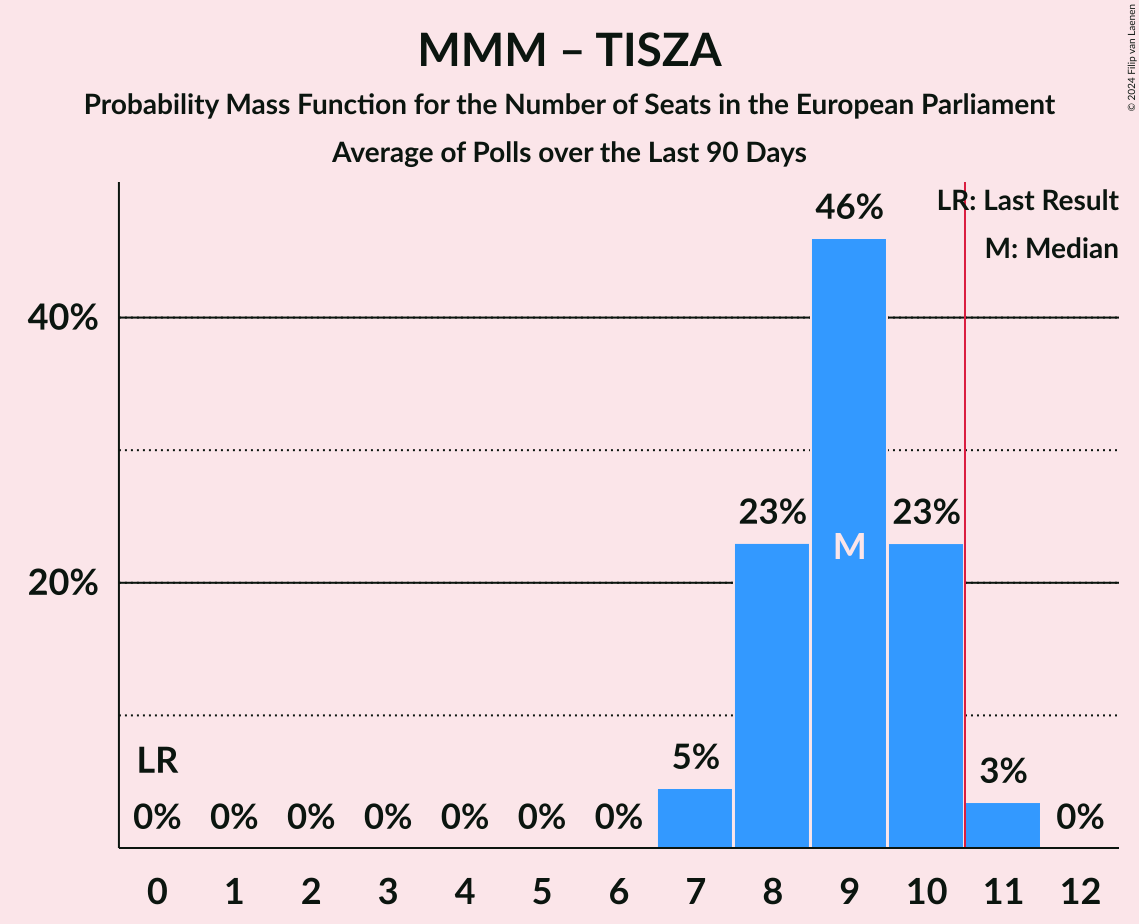 MMM – TISZA
Probability Mass Function for the Number of Seats in the European Parliament
Average of Polls over the Last 90 Days
© 2024 Filip van Laenen
LR: Last Result
M: Median
46%
40%
23% 23%
M
20%
LR
5% 3%
0% 0% 0% 0% 0% 0% 0% 0%
0 1 2 3 4 5 6 7 8 9 10 11 12